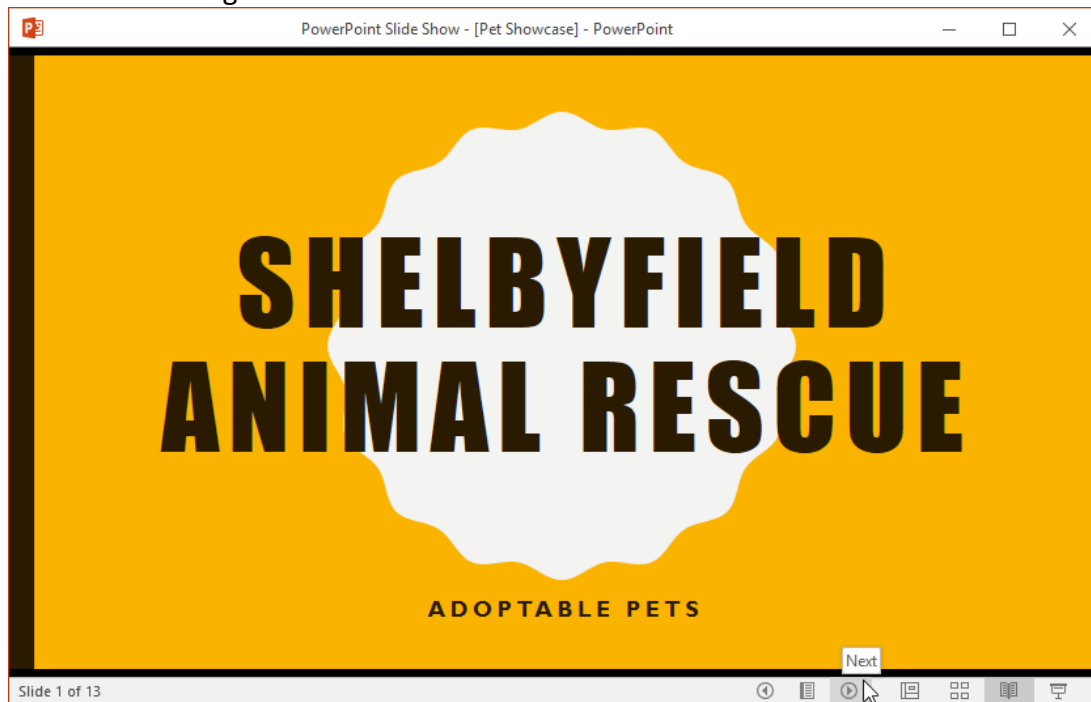 PowerPoint Slide Show - [Pet Showcase] - PowerPoint
SHELBYFIELD
ANIMAL RESCUE
ADOPTABLE PETS
Next
Slide 1 of 13